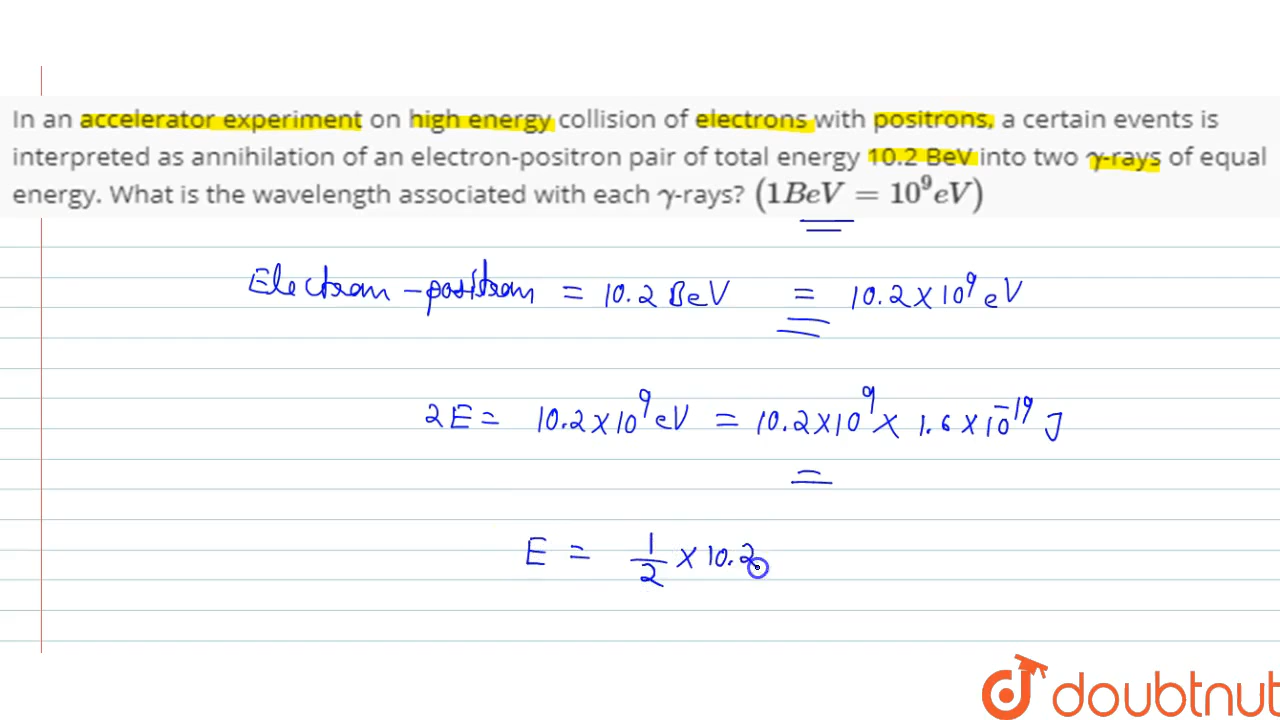 In an accelerator experiment on high energy collision of electrons with positrons, a certain events is
interpreted as annihilation of an electron-positron pair of total energy 10.2 BeV into two γ-rays of equal
energy. What is the wavelength associated with each γ-rays? (1BeV = 10⁹eV)
Electron-positron = 10.2 BeV = 10.2 × 10⁹ eV
2E = 10.2×10⁹ eV = 10.2×10⁹ × 1.6×10⁻¹⁹ J
=
E = 1/2 × 10.2
doubtnut